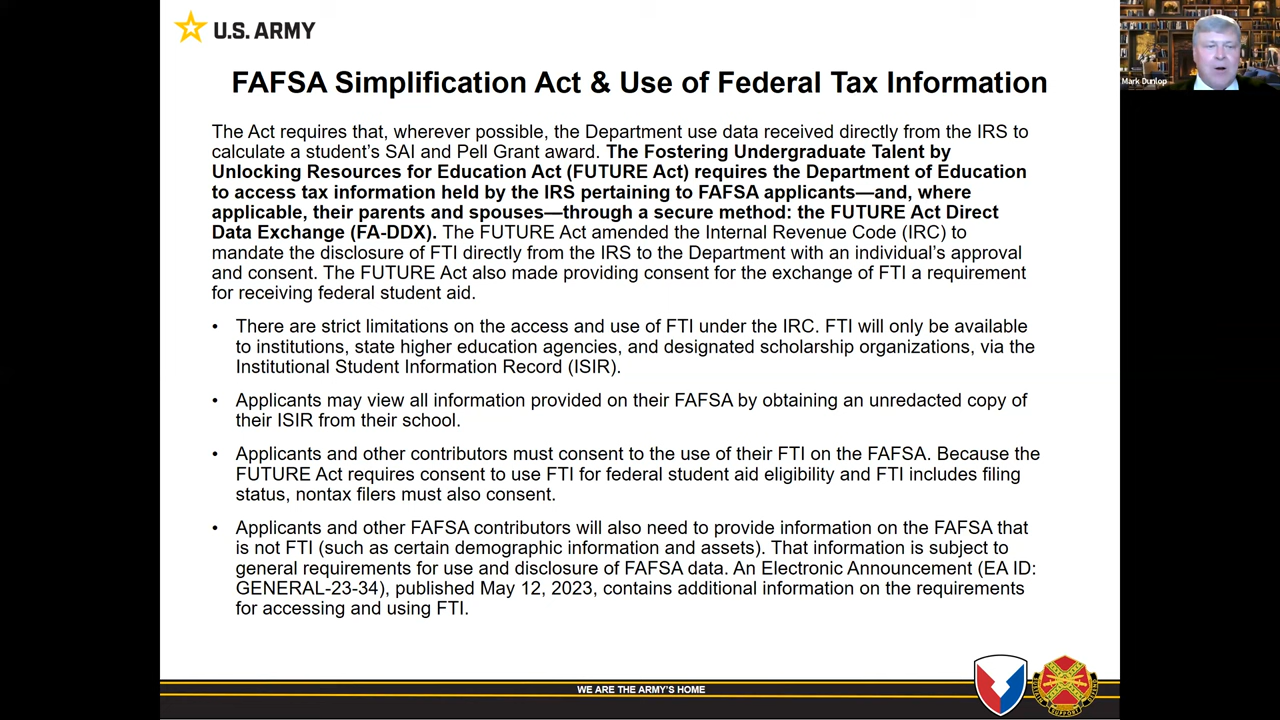 U.S. ARMY
Mark Dunlop
FAFSA Simplification Act & Use of Federal Tax Information
The Act requires that, wherever possible, the Department use data received directly from the IRS to
calculate a student's SAI and Pell Grant award. The Fostering Undergraduate Talent by
Unlocking Resources for Education Act (FUTURE Act) requires the Department of Education
to access tax information held by the IRS pertaining to FAFSA applicants—and, where
applicable, their parents and spouses—through a secure method: the FUTURE Act Direct
Data Exchange (FA-DDX). The FUTURE Act amended the Internal Revenue Code (IRC) to
mandate the disclosure of FTI directly from the IRS to the Department with an individual's approval
and consent. The FUTURE Act also made providing consent for the exchange of FTI a requirement
for receiving federal student aid.
• There are strict limitations on the access and use of FTI under the IRC. FTI will only be available
to institutions, state higher education agencies, and designated scholarship organizations, via the
Institutional Student Information Record (ISIR).
• Applicants may view all information provided on their FAFSA by obtaining an unredacted copy of
their ISIR from their school.
• Applicants and other contributors must consent to the use of their FTI on the FAFSA. Because the
FUTURE Act requires consent to use FTI for federal student aid eligibility and FTI includes filing
status, nontax filers must also consent.
• Applicants and other FAFSA contributors will also need to provide information on the FAFSA that
is not FTI (such as certain demographic information and assets). That information is subject to
general requirements for use and disclosure of FAFSA data. An Electronic Announcement (EA ID:
GENERAL-23-34), published May 12, 2023, contains additional information on the requirements
for accessing and using FTI.
WE ARE THE ARMY'S HOME